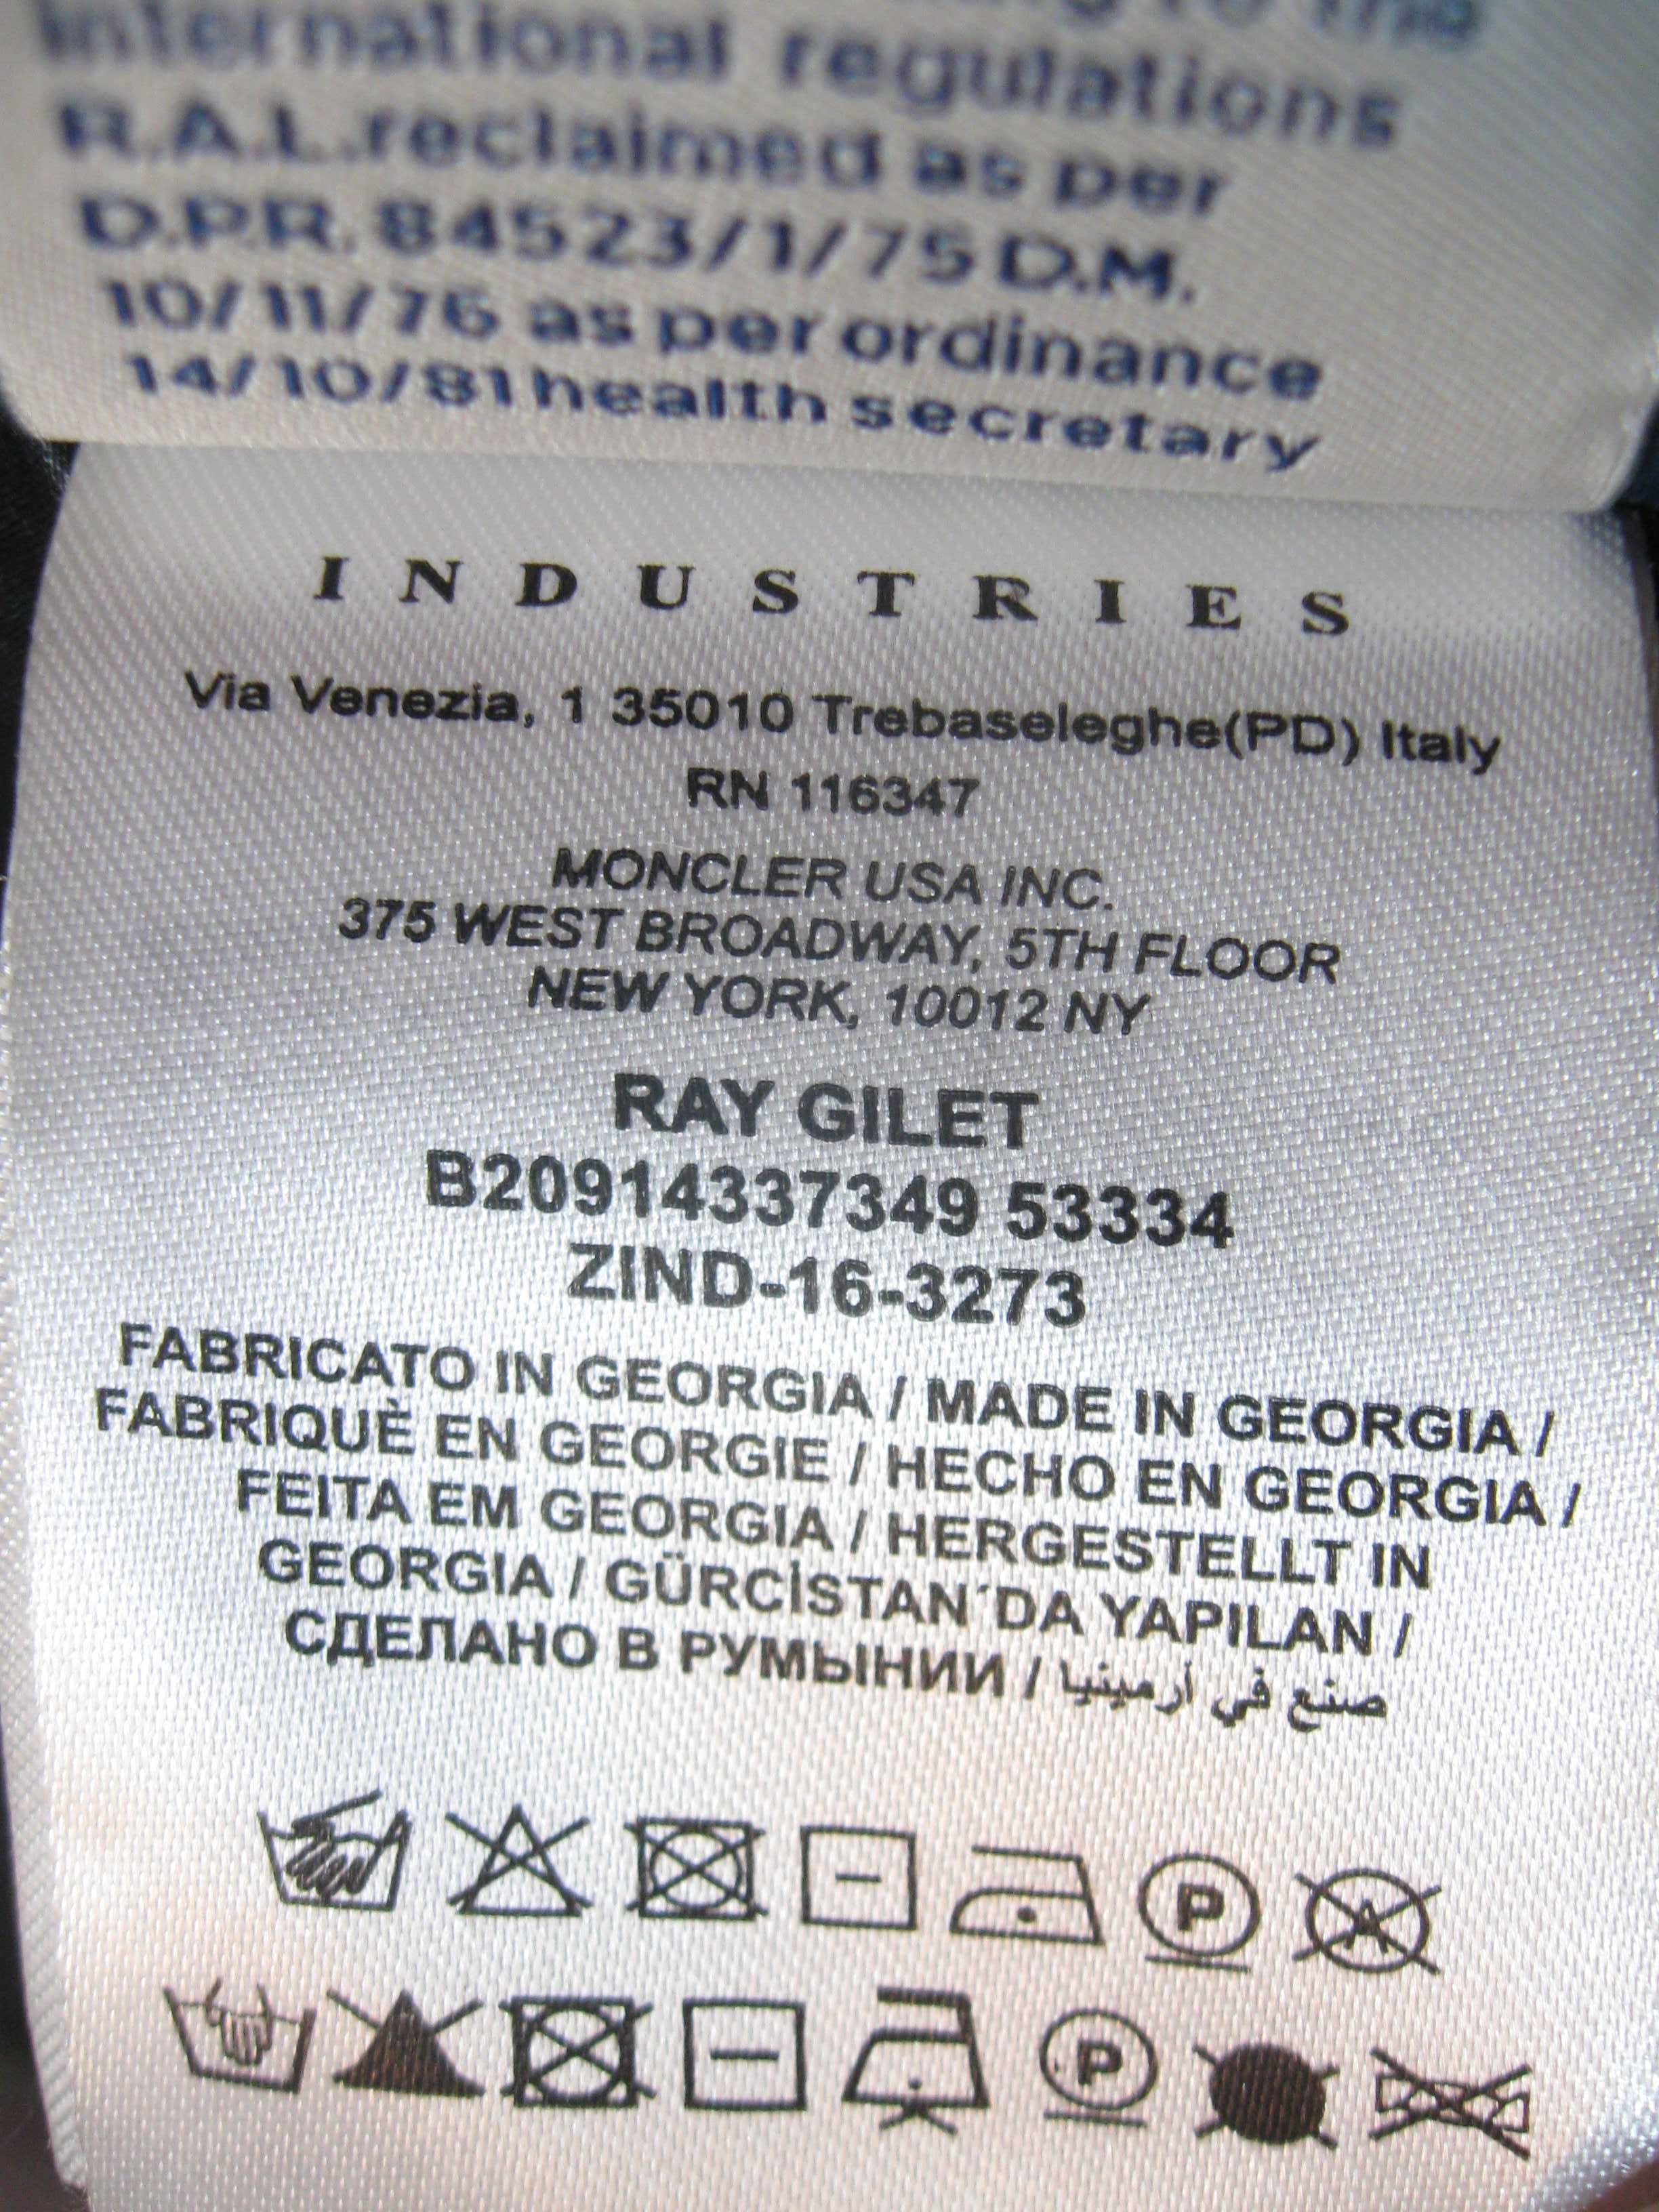 international regulations
R.A.L.reclaimed as per
D.P.R. 84523/1/75 D.M.
10/11/76 as per ordinance
14/10/81 health secretary
INDUSTRIES
Via Venezia, 1 35010 Trebaseleghe(PD) Italy
RN 116347
MONCLER USA INC.
375 WEST BROADWAY, 5TH FLOOR
NEW YORK, 10012 NY
RAY GILET
B20914337349 53334
ZIND-16-3273
FABRICATO IN GEORGIA / MADE IN GEORGIA /
FABRIQUÈ EN GEORGIE / HECHO EN GEORGIA /
FEITA EM GEORGIA / HERGESTELLT IN
GEORGIA / GÜRCİSTAN´DA YAPILAN /
СДЕЛАНО В РУМЫНИИ / صنع في أرمينيا
P A
P